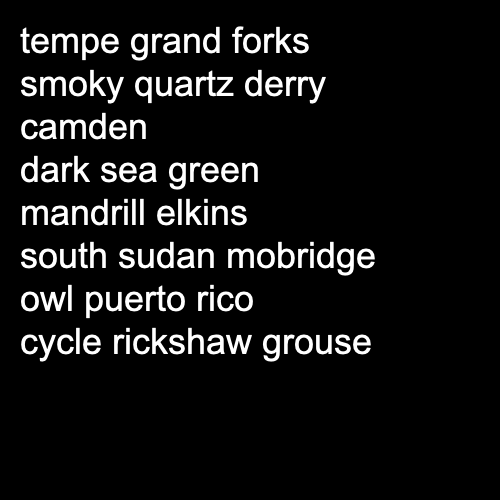 tempe grand forks
smoky quartz derry
camden
dark sea green
mandrill elkins
south sudan mobridge
owl puerto rico
cycle rickshaw grouse